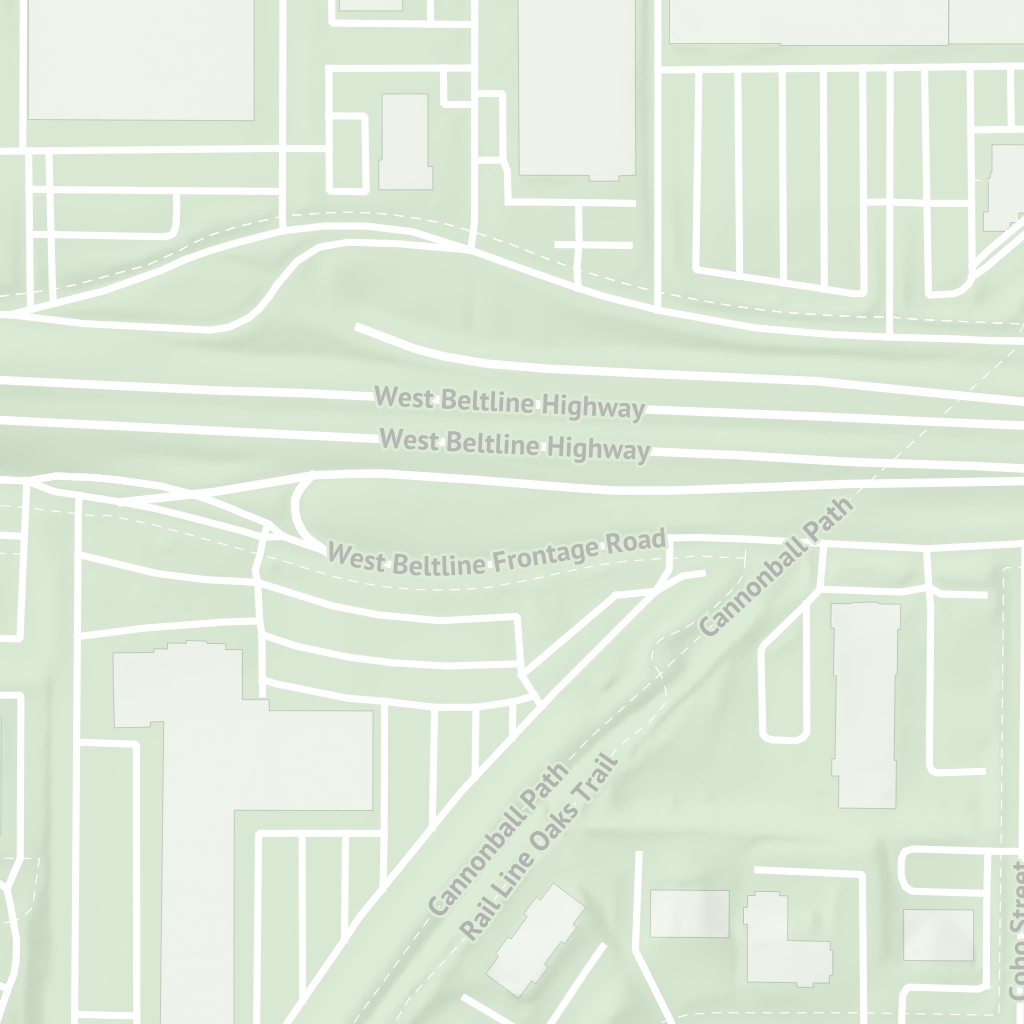 West Beltline Highway
West Beltline Highway
West Beltline Frontage Road
Cannonball Path
Cannonball Path
Rail Line Oaks Trail
Coho Street